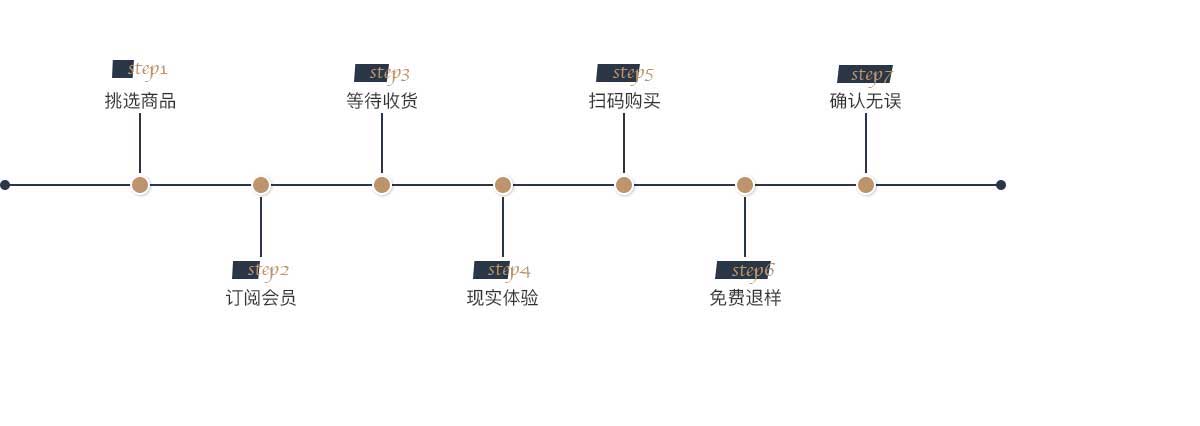 step1
挑选商品
step2
订阅会员
step3
等待收货
step4
现实体验
step5
扫码购买
step6
免费退样
step7
确认无误